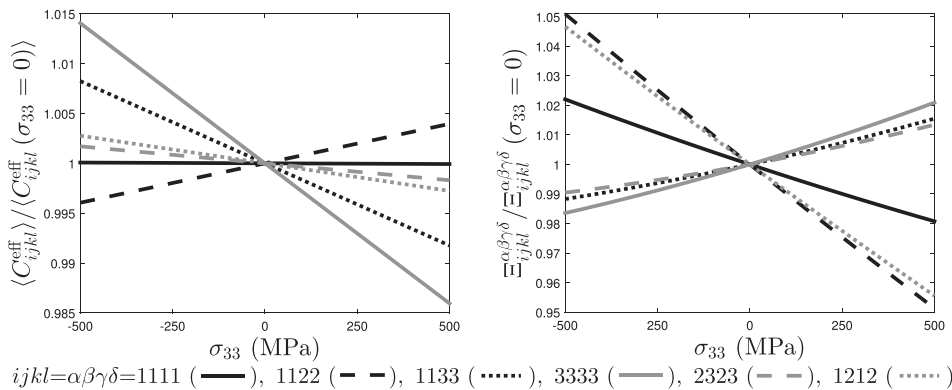 1.015
1.01
1.005
1
0.995
0.99
0.985
-500 -250 0 250 500
σ₃₃ (MPa)
⟨C^eff_ijkl⟩/⟨C^eff_ijkl (σ₃₃ = 0)⟩
1.05
1.04
1.03
1.02
1.01
1
0.99
0.98
0.97
0.96
0.95
-500 -250 0 250 500
σ₃₃ (MPa)
Ξ^αβγδ_ijkl / Ξ^αβγδ_ijkl (σ₃₃ = 0)
ijkl=αβγδ=1111 ( ), 1122 ( ), 1133 ( ), 3333 ( ), 2323 ( ), 1212 ( )